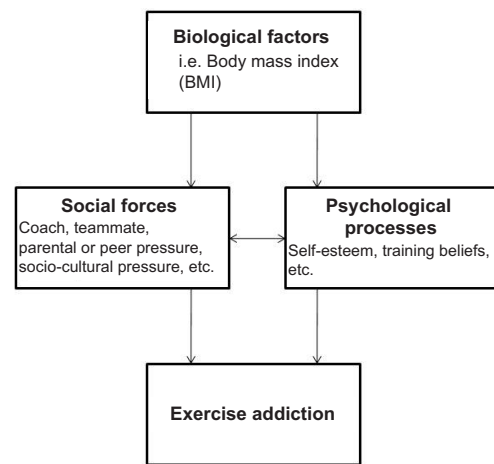 Biological factors
i.e. Body mass index
(BMI)
Social forces
Coach, teammate,
parental or peer pressure,
socio-cultural pressure, etc.
Psychological
processes
Self-esteem, training beliefs,
etc.
Exercise addiction